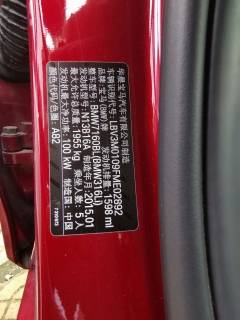 华晨宝马汽车有限公司制造
车辆识别代号:LBV3M0109FME02892
品牌:宝马(BMW)牌 发动机排量:1598 ml
整车型号:BMW7160BL(BMW316Li)
发动机型号:N13B16A 制造年月:2015,01
最大允许总质量:1955 kg 乘坐人数:5 人
发动机最大净功率:100 kW 制造国:中国
颜色代码/色圈:A82